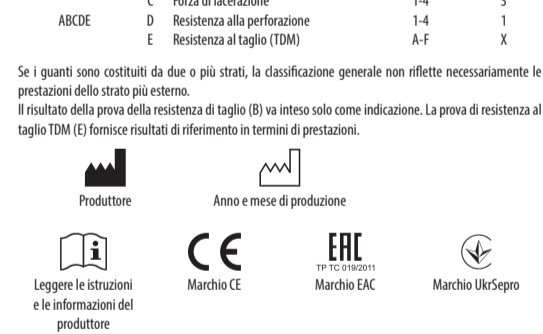 C Forza di lacerazione 1-4 3
ABCDE D Resistenza alla perforazione 1-4 1
E Resistenza al taglio (TDM) A-F X
Se i guanti sono costituiti da due o più strati, la classificazione generale non riflette necessariamente le
prestazioni dello strato più esterno.
Il risultato della prova della resistenza di taglio (B) va inteso solo come indicazione. La prova di resistenza al
taglio TDM (E) fornisce risultati di riferimento in termini di prestazioni.
Produttore Anno e mese di produzione
i CE EAC
TP TC 019/2011
Leggere le istruzioni Marchio CE Marchio EAC Marchio UkrSepro
e le informazioni del
produttore